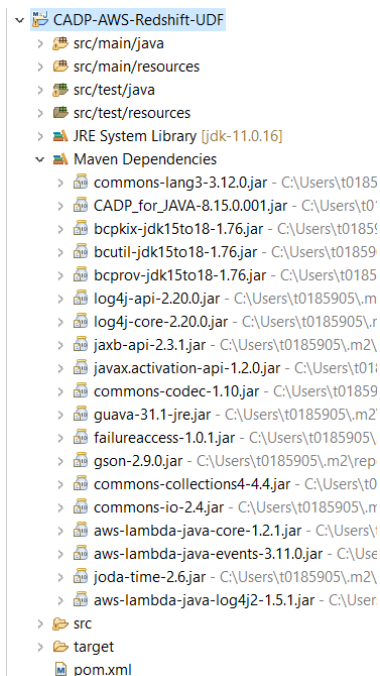 CADP-AWS-Redshift-UDF
src/main/java
src/main/resources
src/test/java
src/test/resources
JRE System Library [jdk-11.0.16]
Maven Dependencies
commons-lang3-3.12.0.jar - C:\Users\t0185
CADP_for_JAVA-8.15.0.001.jar - C:\Users\t0
bcpkix-jdk15to18-1.76.jar - C:\Users\t01859
bcutil-jdk15to18-1.76.jar - C:\Users\t01859
bcprov-jdk15to18-1.76.jar - C:\Users\t0185
log4j-api-2.20.0.jar - C:\Users\t0185905\.m
log4j-core-2.20.0.jar - C:\Users\t0185905\.r
jaxb-api-2.3.1.jar - C:\Users\t0185905\.m2\
javax.activation-api-1.2.0.jar - C:\Users\t018
commons-codec-1.10.jar - C:\Users\t01859
guava-31.1-jre.jar - C:\Users\t0185905\.m2\
failureaccess-1.0.1.jar - C:\Users\t0185905\
gson-2.9.0.jar - C:\Users\t0185905\.m2\rep
commons-collections4-4.4.jar - C:\Users\t0
commons-io-2.4.jar - C:\Users\t0185905\.m
aws-lambda-java-core-1.2.1.jar - C:\Users\t
aws-lambda-java-events-3.11.0.jar - C:\Use
joda-time-2.6.jar - C:\Users\t0185905\.m2\
aws-lambda-java-log4j2-1.5.1.jar - C:\User
src
target
pom.xml